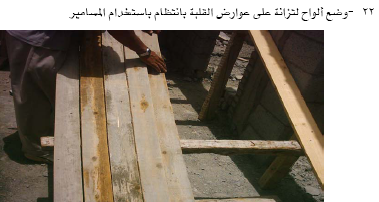 ٢٢ -وضع ألواح لتزانة على عوارض القلبة بانتظام باستخدام المسامير